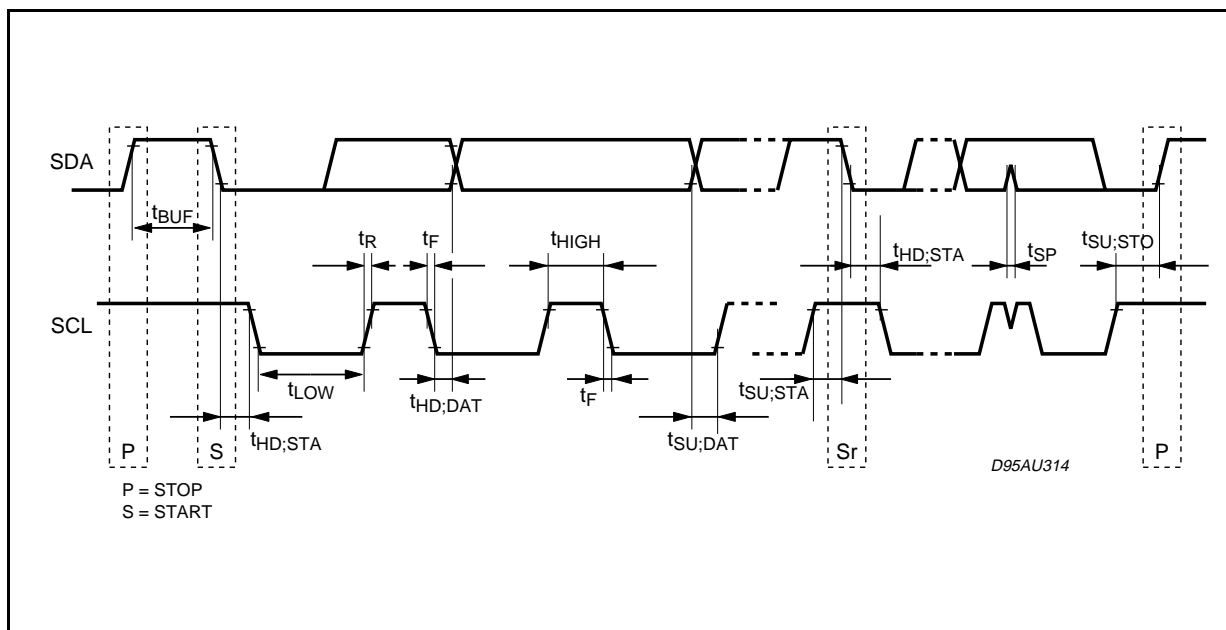 SDA
tBUF
tR
tF
tHIGH
tHD;STA
tSP
tSU;STO
SCL
tLOW
tHD;STA
tHD;DAT
tF
tSU;DAT
tSU;STA
P
S
Sr
D95AU314
P
P = STOP
S = START